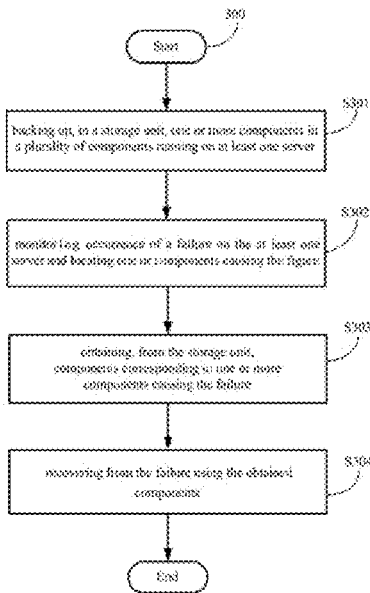 300
Start
S301
backing up, in a storage unit, one or more components in
a plurality of components running on at least one server
S302
monitoring occurrence of a failure on the at least one
server and locating one or components causing the figure
S303
obtaining, from the storage unit,
components corresponding to one or more
components causing the failure
S304
recovering from the failure using the obtained
components
End